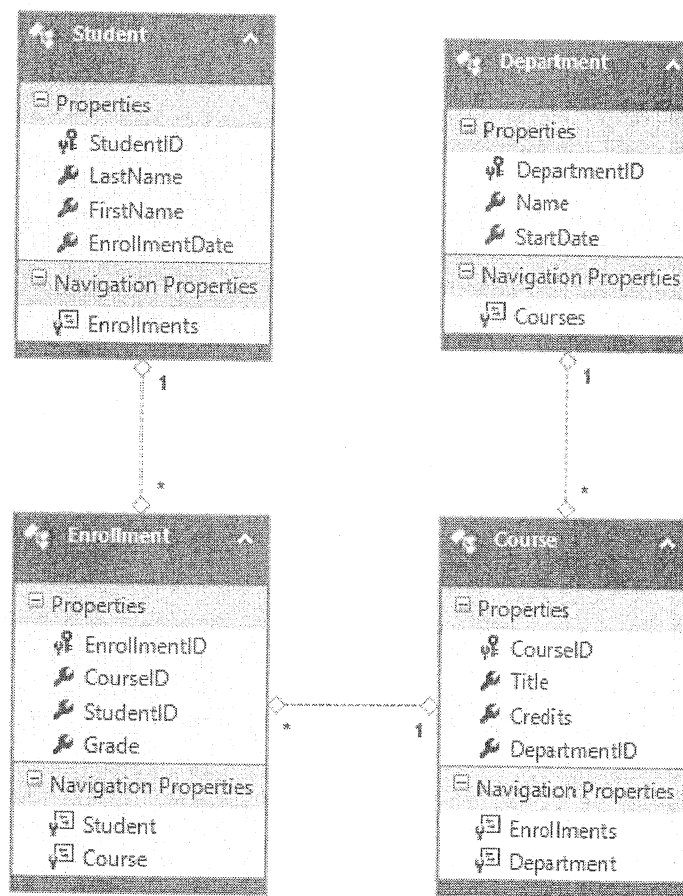 Student
Properties
StudentID
LastName
FirstName
EnrollmentDate
Navigation Properties
Enrollments
1
*
Department
Properties
DepartmentID
Name
StartDate
Navigation Properties
Courses
1
*
Enrollment
Properties
EnrollmentID
CourseID
StudentID
Grade
Navigation Properties
Student
Course
*
1
Course
Properties
CourseID
Title
Credits
DepartmentID
Navigation Properties
Enrollments
Department